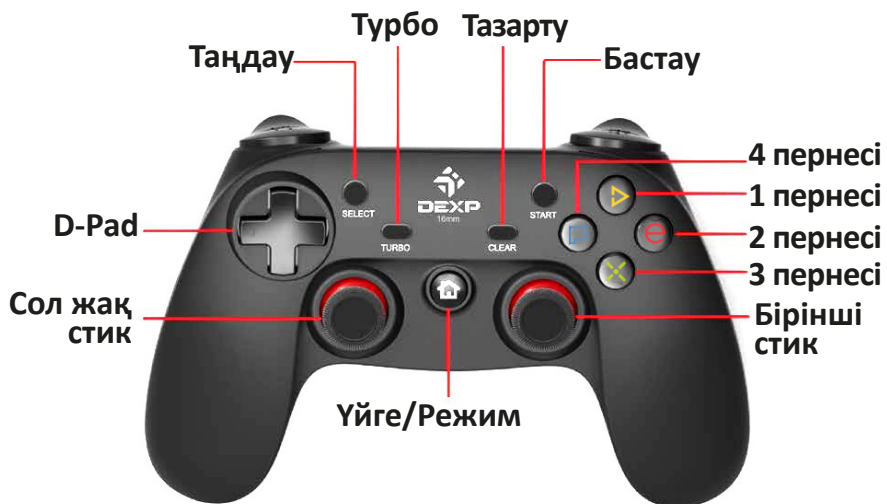 Турбо
Тазарту
Таңдау
Бастау
4 пернесі
1 пернесі
SELECT
DEXP
16mm
START
D-Pad
2 пернесі
TURBO
CLEAR
3 пернесі
Сол жақ
стик
Бірінші
стик
Үйге/Режим